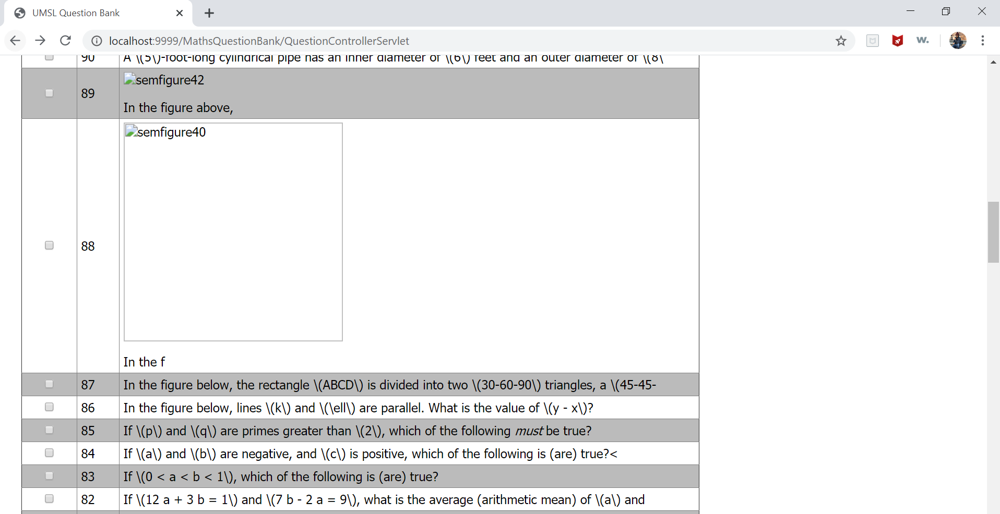 UMSL Question Bank
localhost:9999/MathsQuestionBank/QuestionControllerServlet
w.
90 A \(5\)-foot-long cylindrical pipe has an inner diameter of \(6\) feet and an outer diameter of \(8\
semfigure42
89
In the figure above,
semfigure40
88
In the f
87 In the figure below, the rectangle \(ABCD\) is divided into two \(30-60-90\) triangles, a \(45-45-
86 In the figure below, lines \(k\) and \(\ell\) are parallel. What is the value of \(y - x\)?
85 If \(p\) and \(q\) are primes greater than \(2\), which of the following must be true?
84 If \(a\) and \(b\) are negative, and \(c\) is positive, which of the following is (are) true?<
83 If \(0 < a < b < 1\), which of the following is (are) true?
82 If \(12 a + 3 b = 1\) and \(7 b - 2 a = 9\), what is the average (arithmetic mean) of \(a\) and